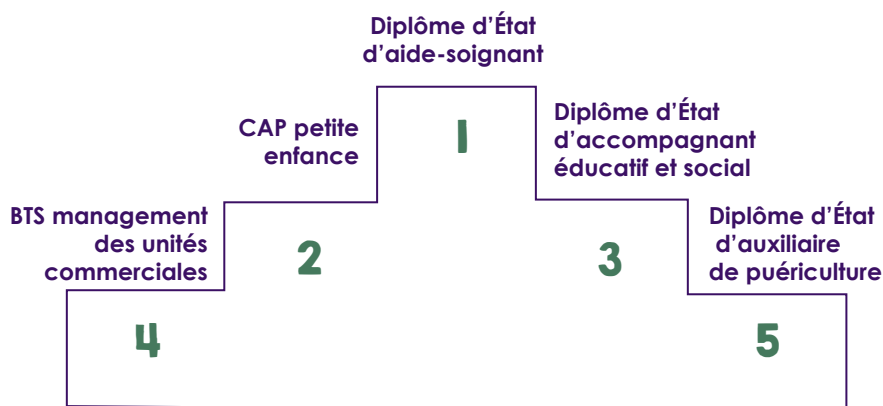 Diplôme d'État
d'aide-soignant
1
CAP petite
enfance
2
Diplôme d'État
d'accompagnant
éducatif et social
3
BTS management
des unités
commerciales
4
Diplôme d'État
d'auxiliaire
de puériculture
5